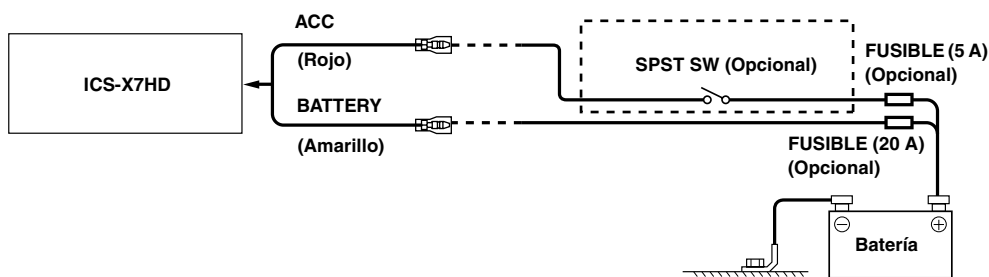 ACC
(Rojo)
ICS-X7HD
BATTERY
(Amarillo)
SPST SW (Opcional)
FUSIBLE (5 A)
(Opcional)
FUSIBLE (20 A)
(Opcional)
Batería